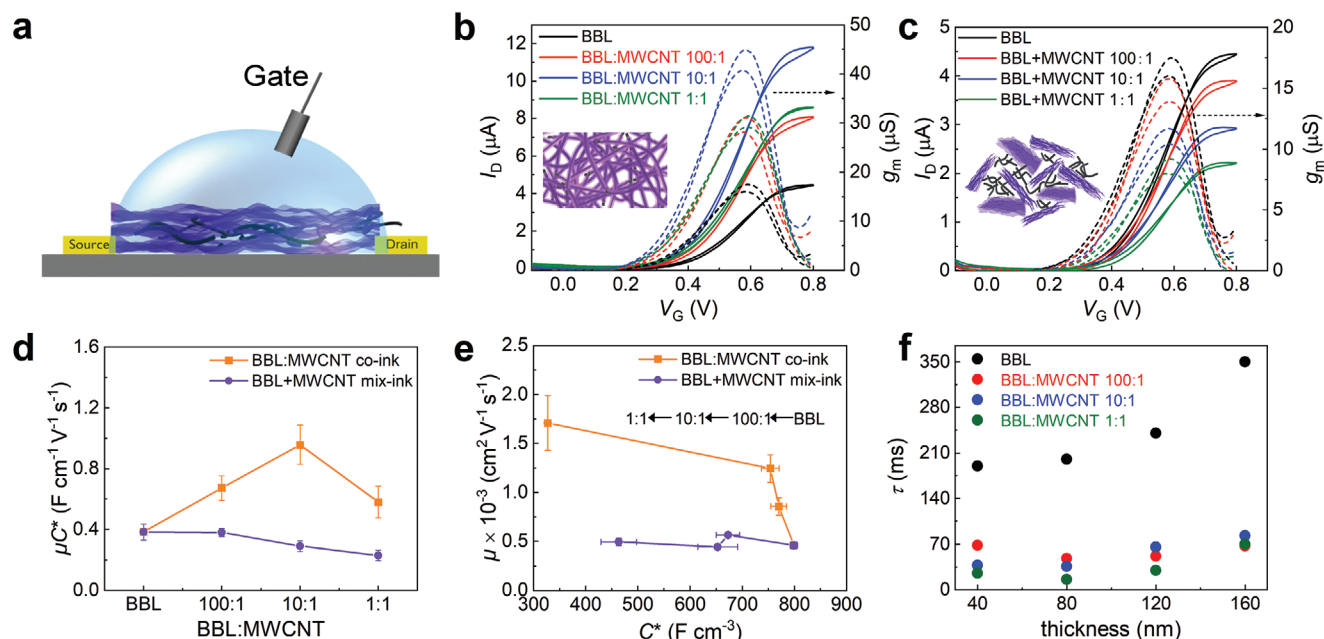 a
Gate
Source
Drain
b
BBL
BBL:MWCNT 100:1
BBL:MWCNT 10:1
BBL:MWCNT 1:1
12
10
8
6
4
2
0
I_D (μA)
50
40
30
20
10
0
g_m (μS)
0.0 0.2 0.4 0.6 0.8
V_G (V)
c
BBL
BBL+MWCNT 100:1
BBL+MWCNT 10:1
BBL+MWCNT 1:1
5
4
3
2
1
0
I_D (μA)
20
15
10
5
0
g_m (μS)
0.0 0.2 0.4 0.6 0.8
V_G (V)
d
BBL:MWCNT co-ink
BBL+MWCNT mix-ink
1.6
1.2
0.8
0.4
0.0
μC* (F cm⁻¹ V⁻¹ s⁻¹)
BBL 100:1 10:1 1:1
BBL:MWCNT
e
BBL:MWCNT co-ink
BBL+MWCNT mix-ink
1:1 ← 10:1 ← 100:1 ← BBL
2.5
2.0
1.5
1.0
0.5
0.0
μ × 10⁻³ (cm² V⁻¹ s⁻¹)
300 400 500 600 700 800 900
C* (F cm⁻³)
f
BBL
BBL:MWCNT 100:1
BBL:MWCNT 10:1
BBL:MWCNT 1:1
350
280
210
140
70
0
τ (ms)
40 80 120 160
thickness (nm)